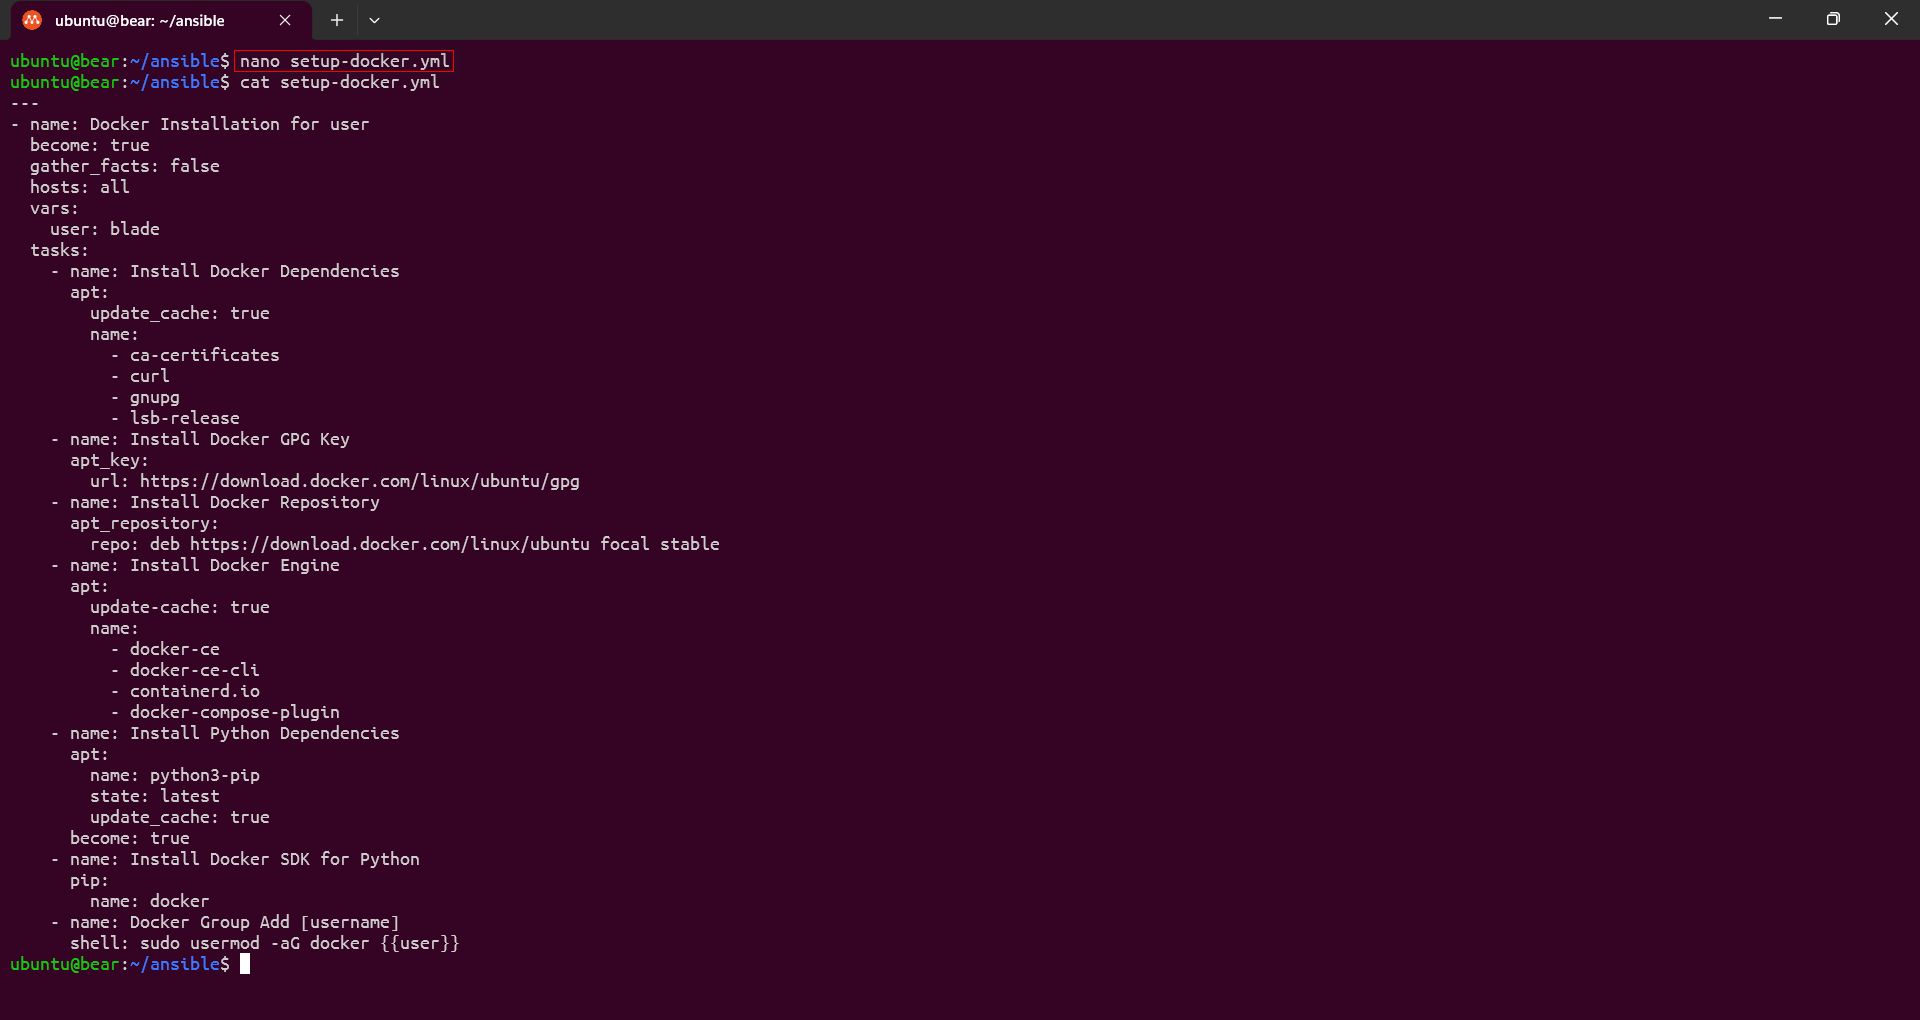 ubuntu@bear: ~/ansible
ubuntu@bear:~/ansible$ nano setup-docker.yml
ubuntu@bear:~/ansible$ cat setup-docker.yml
---
- name: Docker Installation for user
  become: true
  gather_facts: false
  hosts: all
  vars:
    user: blade
  tasks:
    - name: Install Docker Dependencies
      apt:
        update_cache: true
        name:
          - ca-certificates
          - curl
          - gnupg
          - lsb-release
    - name: Install Docker GPG Key
      apt_key:
        url: https://download.docker.com/linux/ubuntu/gpg
    - name: Install Docker Repository
      apt_repository:
        repo: deb https://download.docker.com/linux/ubuntu focal stable
    - name: Install Docker Engine
      apt:
        update-cache: true
        name:
          - docker-ce
          - docker-ce-cli
          - containerd.io
          - docker-compose-plugin
    - name: Install Python Dependencies
      apt:
        name: python3-pip
        state: latest
        update_cache: true
      become: true
    - name: Install Docker SDK for Python
      pip:
        name: docker
    - name: Docker Group Add [username]
      shell: sudo usermod -aG docker {{user}}
ubuntu@bear:~/ansible$